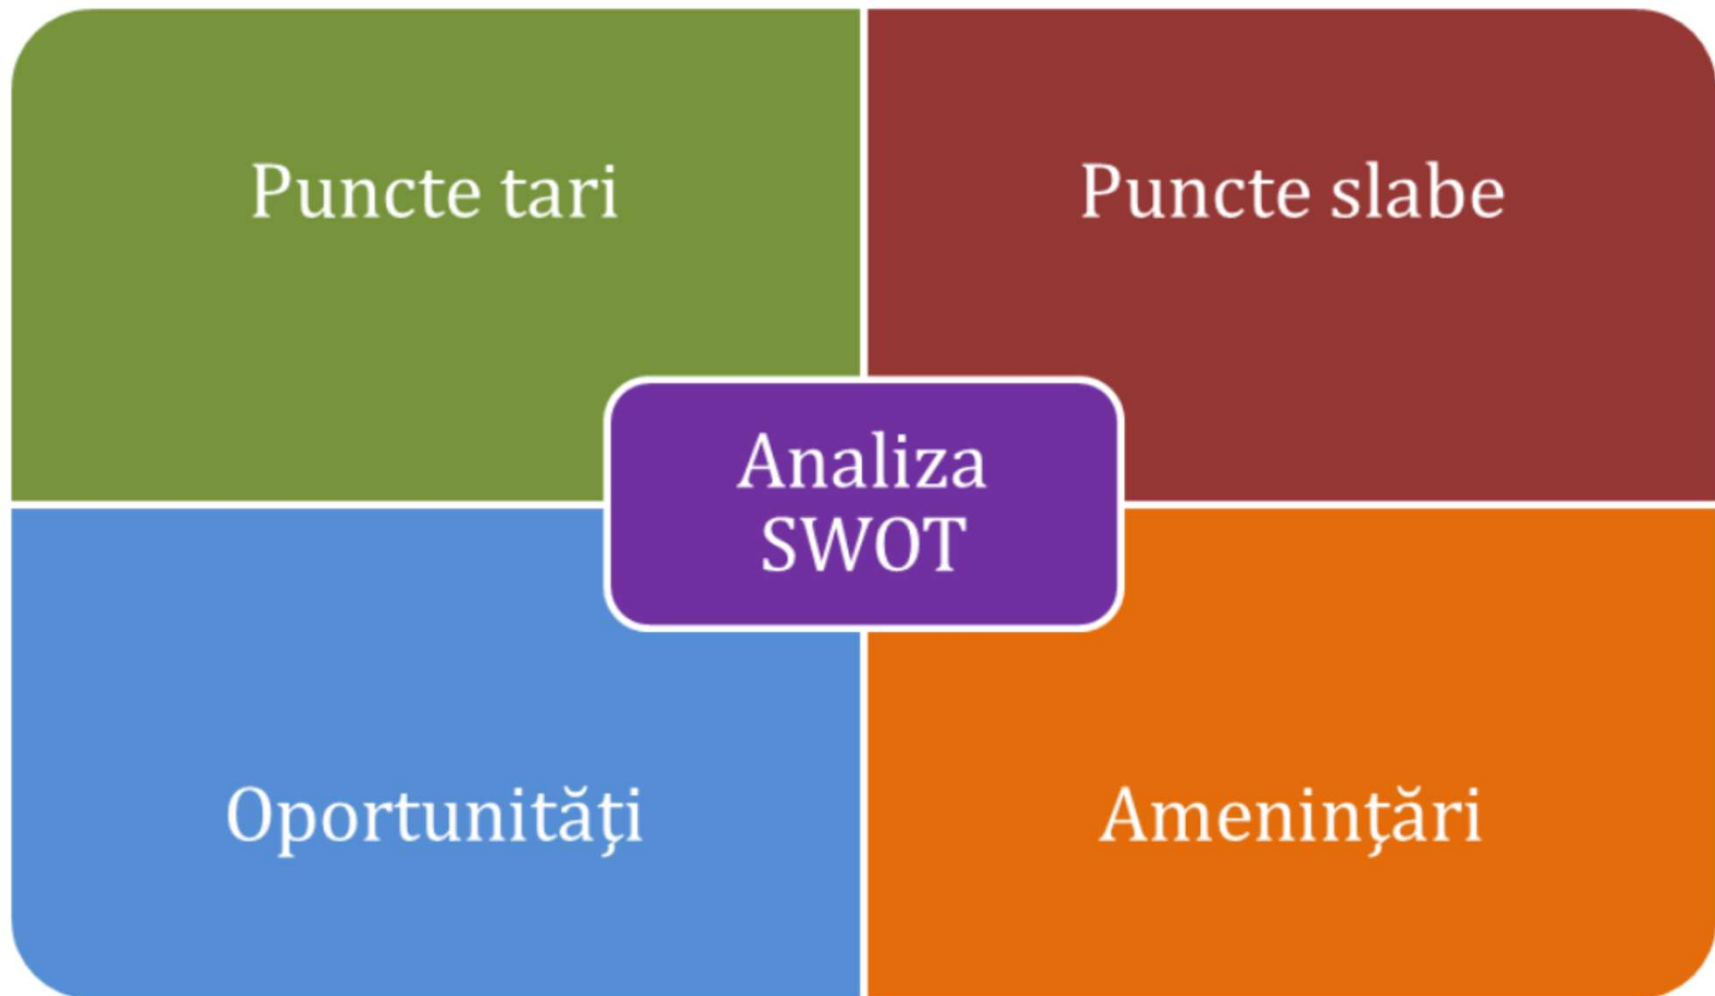 Puncte tari
Puncte slabe
Analiza
SWOT
Oportunități
Amenințări